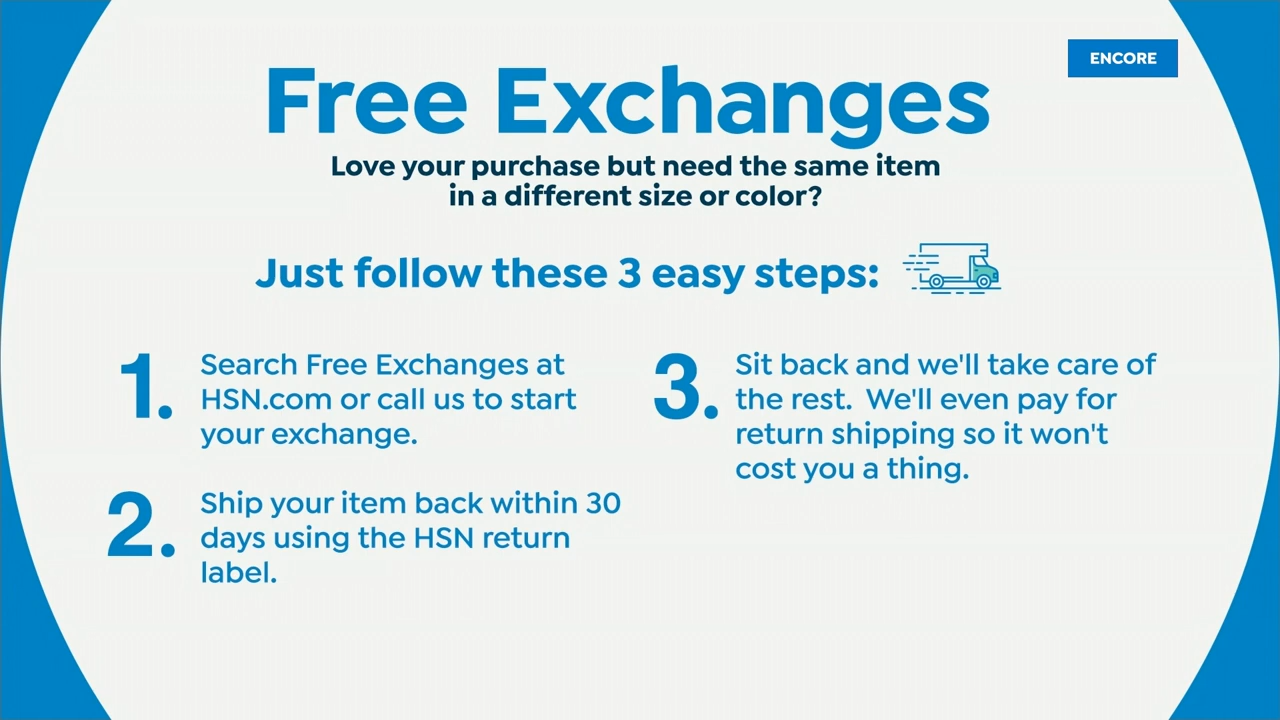 ENCORE
Free Exchanges
Love your purchase but need the same item
in a different size or color?
Just follow these 3 easy steps:
1. Search Free Exchanges at
HSN.com or call us to start
your exchange.
2. Ship your item back within 30
days using the HSN return
label.
3. Sit back and we'll take care of
the rest.  We'll even pay for
return shipping so it won't
cost you a thing.